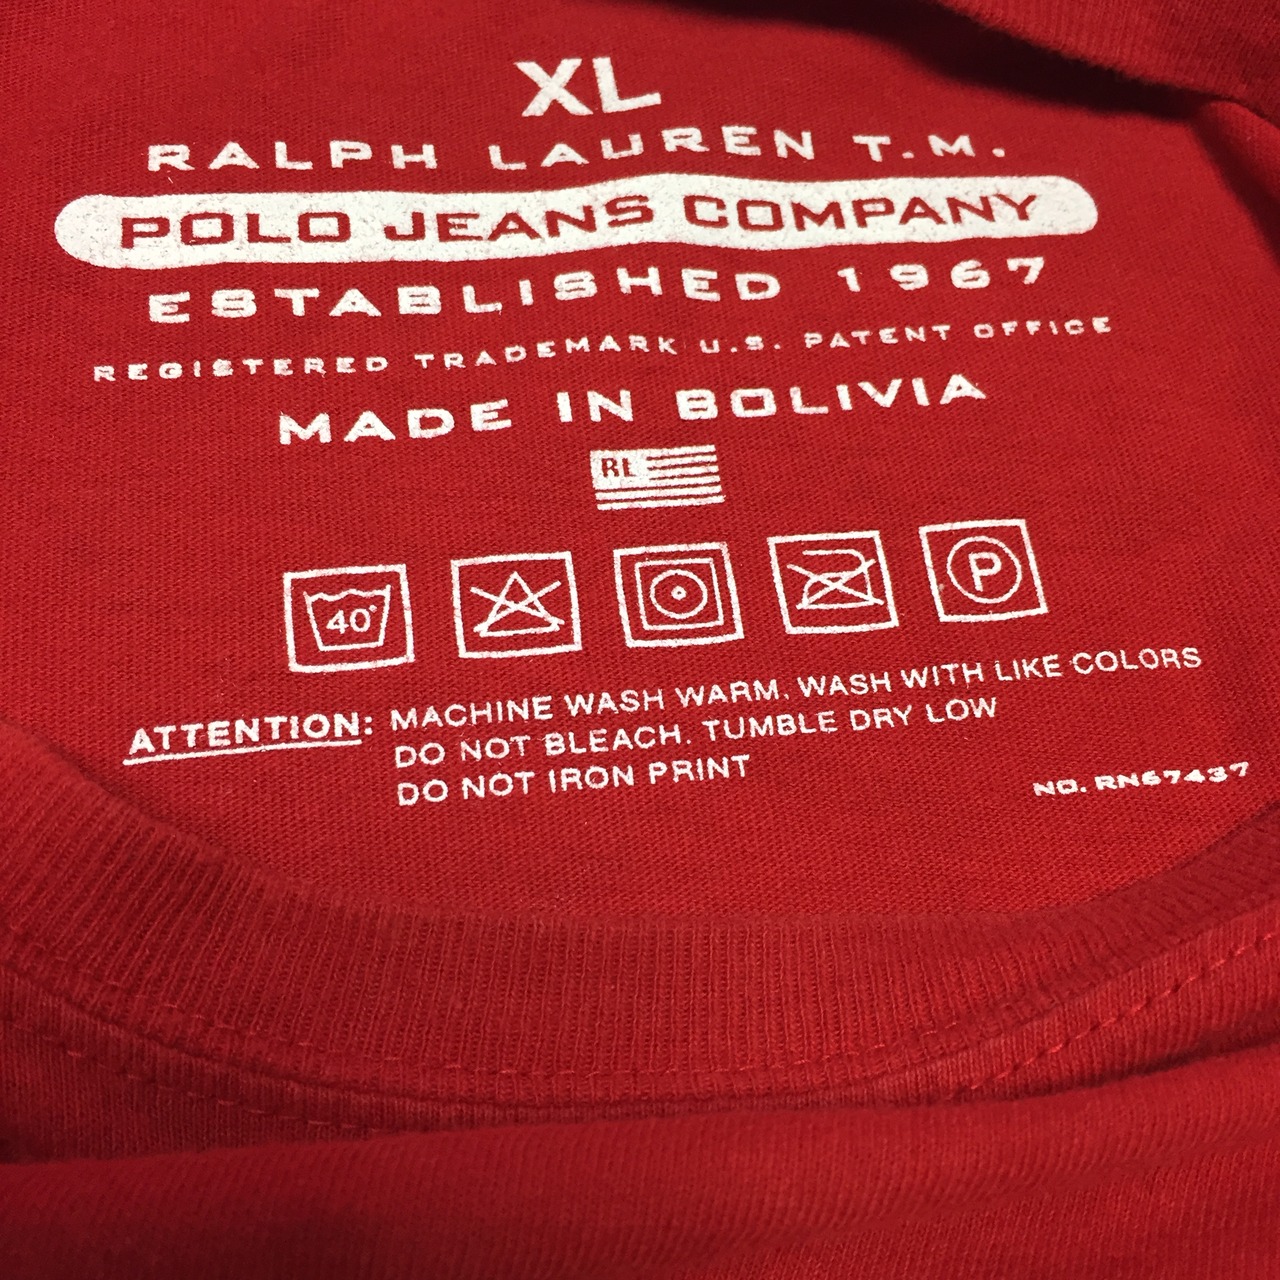 XL
RALPH LAUREN T.M.
POLO JEANS COMPANY
ESTABLISHED 1967
REGISTERED TRADEMARK U.S. PATENT OFFICE
MADE IN BOLIVIA
RL
40° P
ATTENTION: MACHINE WASH WARM. WASH WITH LIKE COLORS
DO NOT BLEACH. TUMBLE DRY LOW
DO NOT IRON PRINT
NO. RN67437